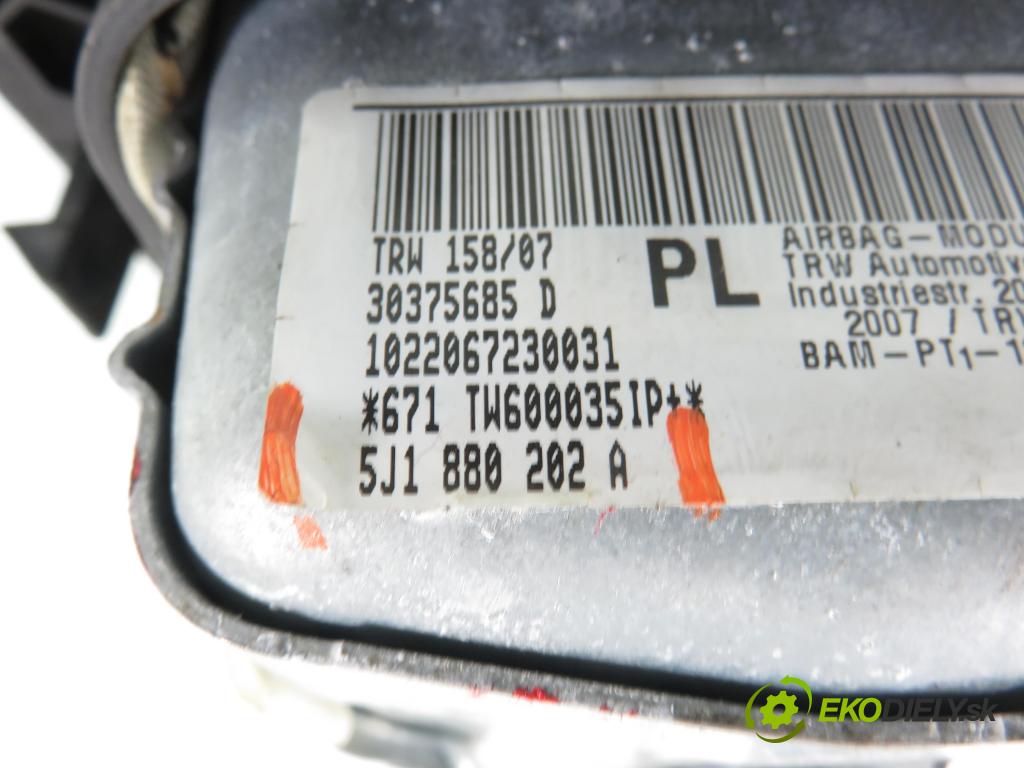 TRW 158/07
30375685 D
1022067230031
*671 TW600035IP+*
5J1 880 202 A
PL
AIRBAG-MODU
TRW Automotiv
Industriestr. 20
2007 / TR
BAM-PT1-1
EKODIELY.sk